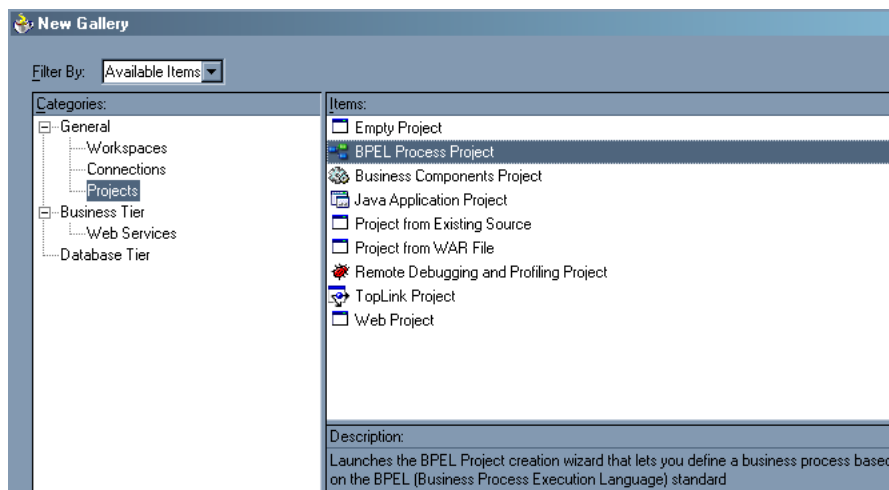 New Gallery
Filter By: Available Items
Categories:
General
Workspaces
Connections
Projects
Business Tier
Web Services
Database Tier
Items:
Empty Project
BPEL Process Project
Business Components Project
Java Application Project
Project from Existing Source
Project from WAR File
Remote Debugging and Profiling Project
TopLink Project
Web Project
Description:
Launches the BPEL Project creation wizard that lets you define a business process based
on the BPEL (Business Process Execution Language) standard